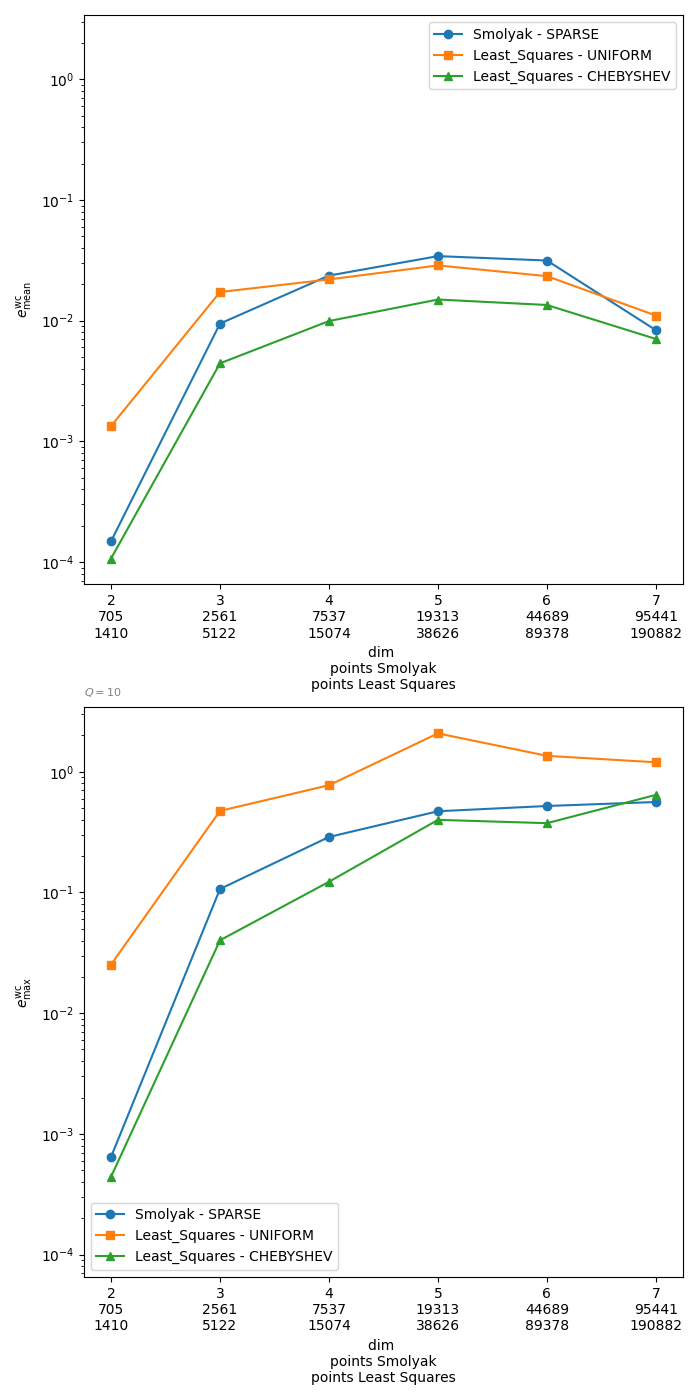 Smolyak - SPARSE
Least_Squares - UNIFORM
Least_Squares - CHEBYSHEV
10⁰
10⁻¹
10⁻²
10⁻³
10⁻⁴
e^wc_mean
2 3 4 5 6 7
705 2561 7537 19313 44689 95441
1410 5122 15074 38626 89378 190882
dim
points Smolyak
points Least Squares
Q = 10
10⁰
10⁻¹
10⁻²
10⁻³
10⁻⁴
e^wc_max
Smolyak - SPARSE
Least_Squares - UNIFORM
Least_Squares - CHEBYSHEV
2 3 4 5 6 7
705 2561 7537 19313 44689 95441
1410 5122 15074 38626 89378 190882
dim
points Smolyak
points Least Squares